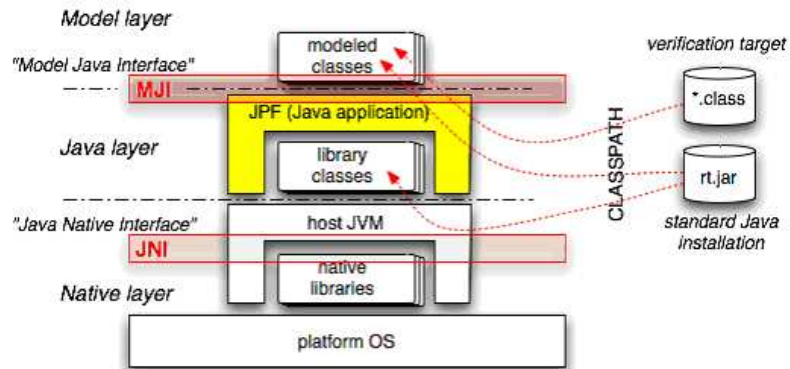 Model layer
modeled
classes
verification target
"Model Java Interface"
MJI
*.class
JPF (Java application)
Java layer
library
classes
CLASSPATH
rt.jar
"Java Native Interface"
host JVM
standard Java
installation
JNI
native
libraries
Native layer
platform OS